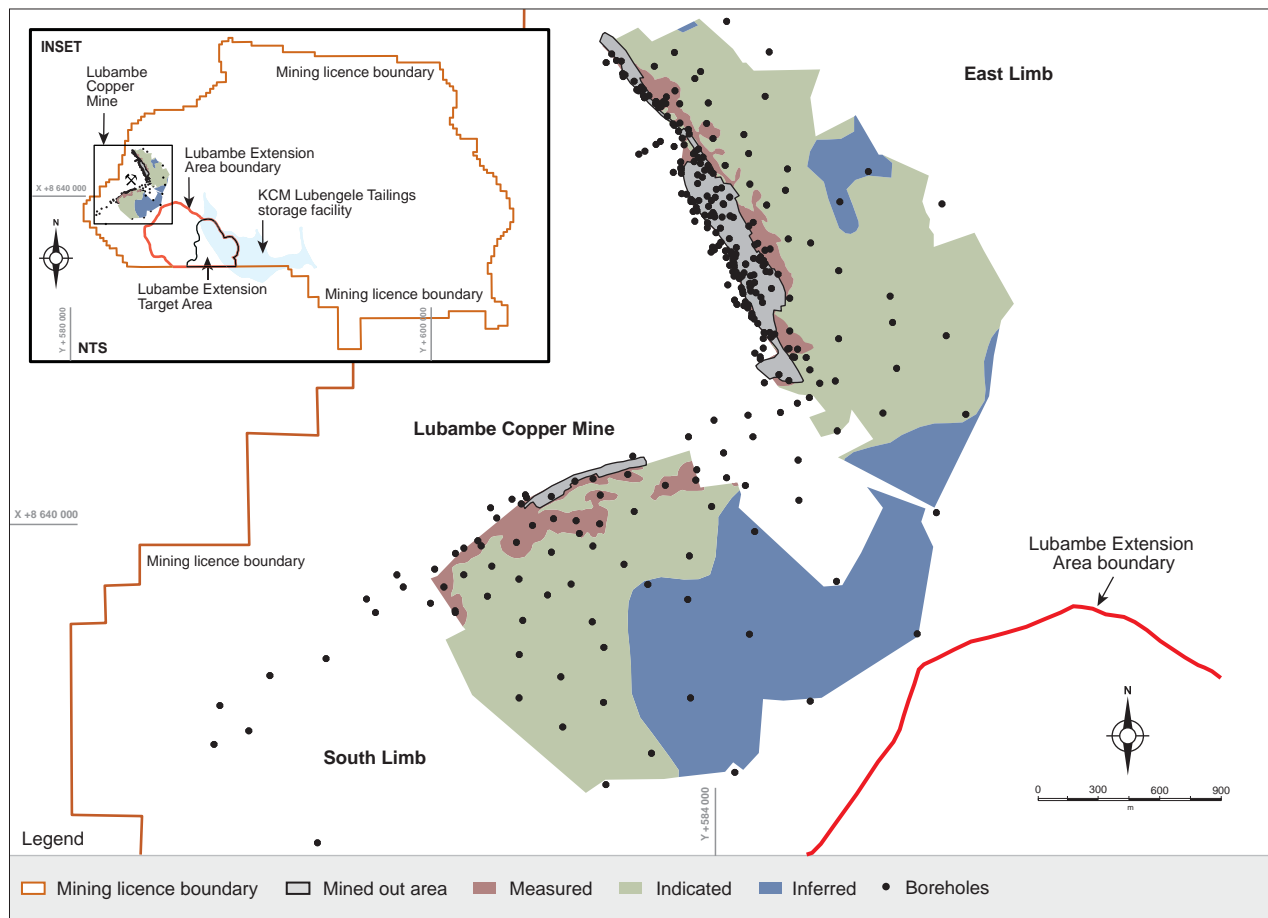 INSET
Lubambe
Copper
Mine
Mining licence boundary
Lubambe Extension
Area boundary
KCM Lubengele Tailings
storage facility
X +8 640 000
N
Lubambe Extension
Target Area
Mining licence boundary
Y + 580 000
Y + 600 000
NTS
East Limb
Lubambe Copper Mine
X +8 640 000
Mining licence boundary
Lubambe Extension
Area boundary
South Limb
Y +584 000
N
0 300 600 900
m
Legend
Mining licence boundary
Mined out area
Measured
Indicated
Inferred
Boreholes